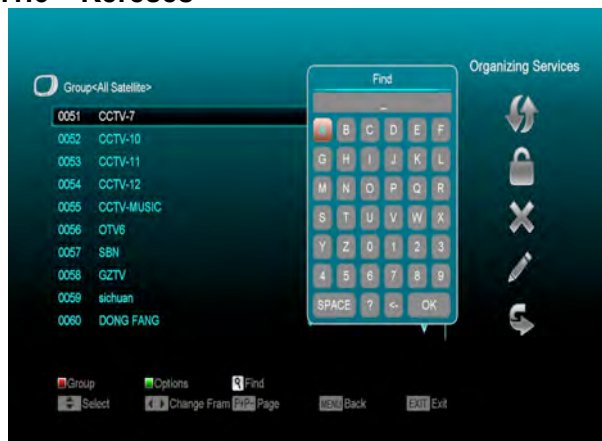 Organizing Services
Find
Group<All Satellite>
_
0051 CCTV-7
0052 CCTV-10
0053 CCTV-11
0054 CCTV-12
0055 CCTV-MUSIC
0056 OTV6
0057 SBN
0058 GZTV
0059 sichuan
0060 DONG FANG
B C D E F
G H I J K L
M N O P Q R
S T U V W X
Y Z 0 1 2 3
4 5 6 7 8 9
SPACE ? <- OK
Group Options Find
Select Change Fram P+P- Page MENU Back EXIT Exit